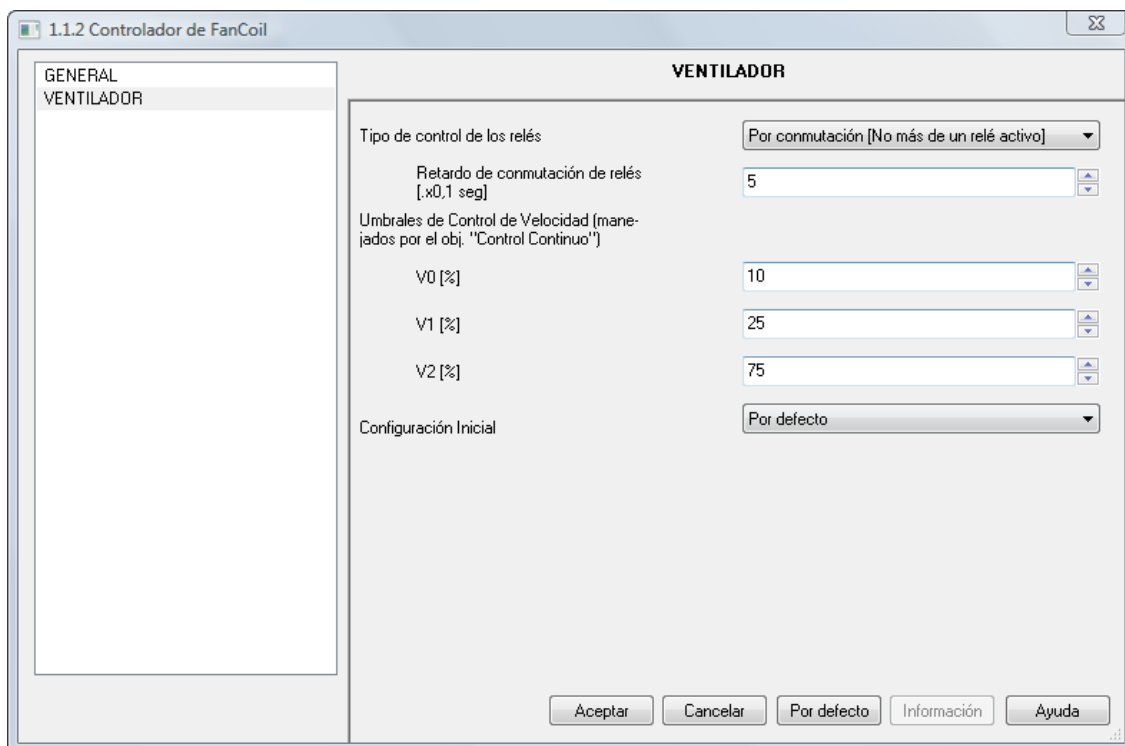 1.1.2 Controlador de FanCoil
GENERAL
VENTILADOR
VENTILADOR
Tipo de control de los relés
Por conmutación [No más de un relé activo]
Retardo de conmutación de relés
[.x0,1 seg]
5
Umbrales de Control de Velocidad (mane-
jados por el obj. "Control Continuo")
V0 [%]
10
V1 [%]
25
V2 [%]
75
Configuración Inicial
Por defecto
Aceptar
Cancelar
Por defecto
Información
Ayuda